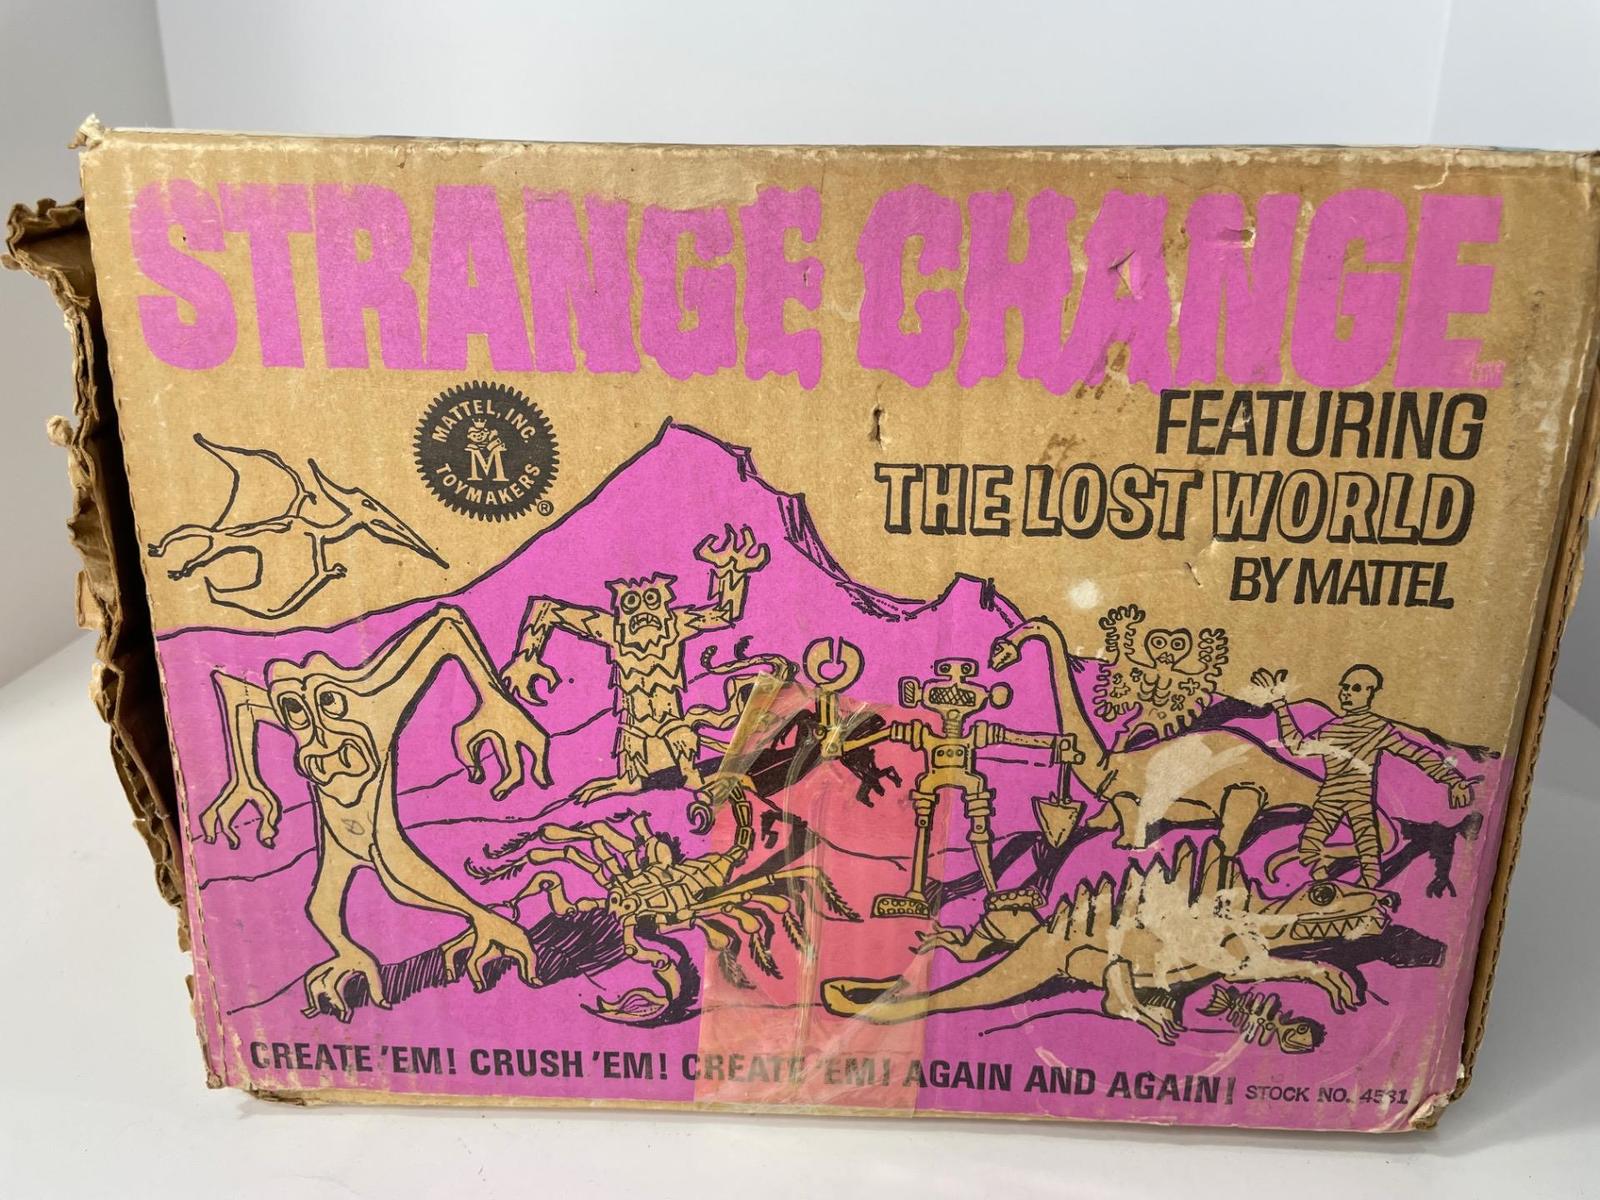 STRANGE CHANGE
TM
MATTEL, INC.
M
TOYMAKERS
®
FEATURING
THE LOST WORLD
BY MATTEL
CREATE 'EM! CRUSH 'EM! CREATE 'EM! AGAIN AND AGAIN!
STOCK NO. 4531